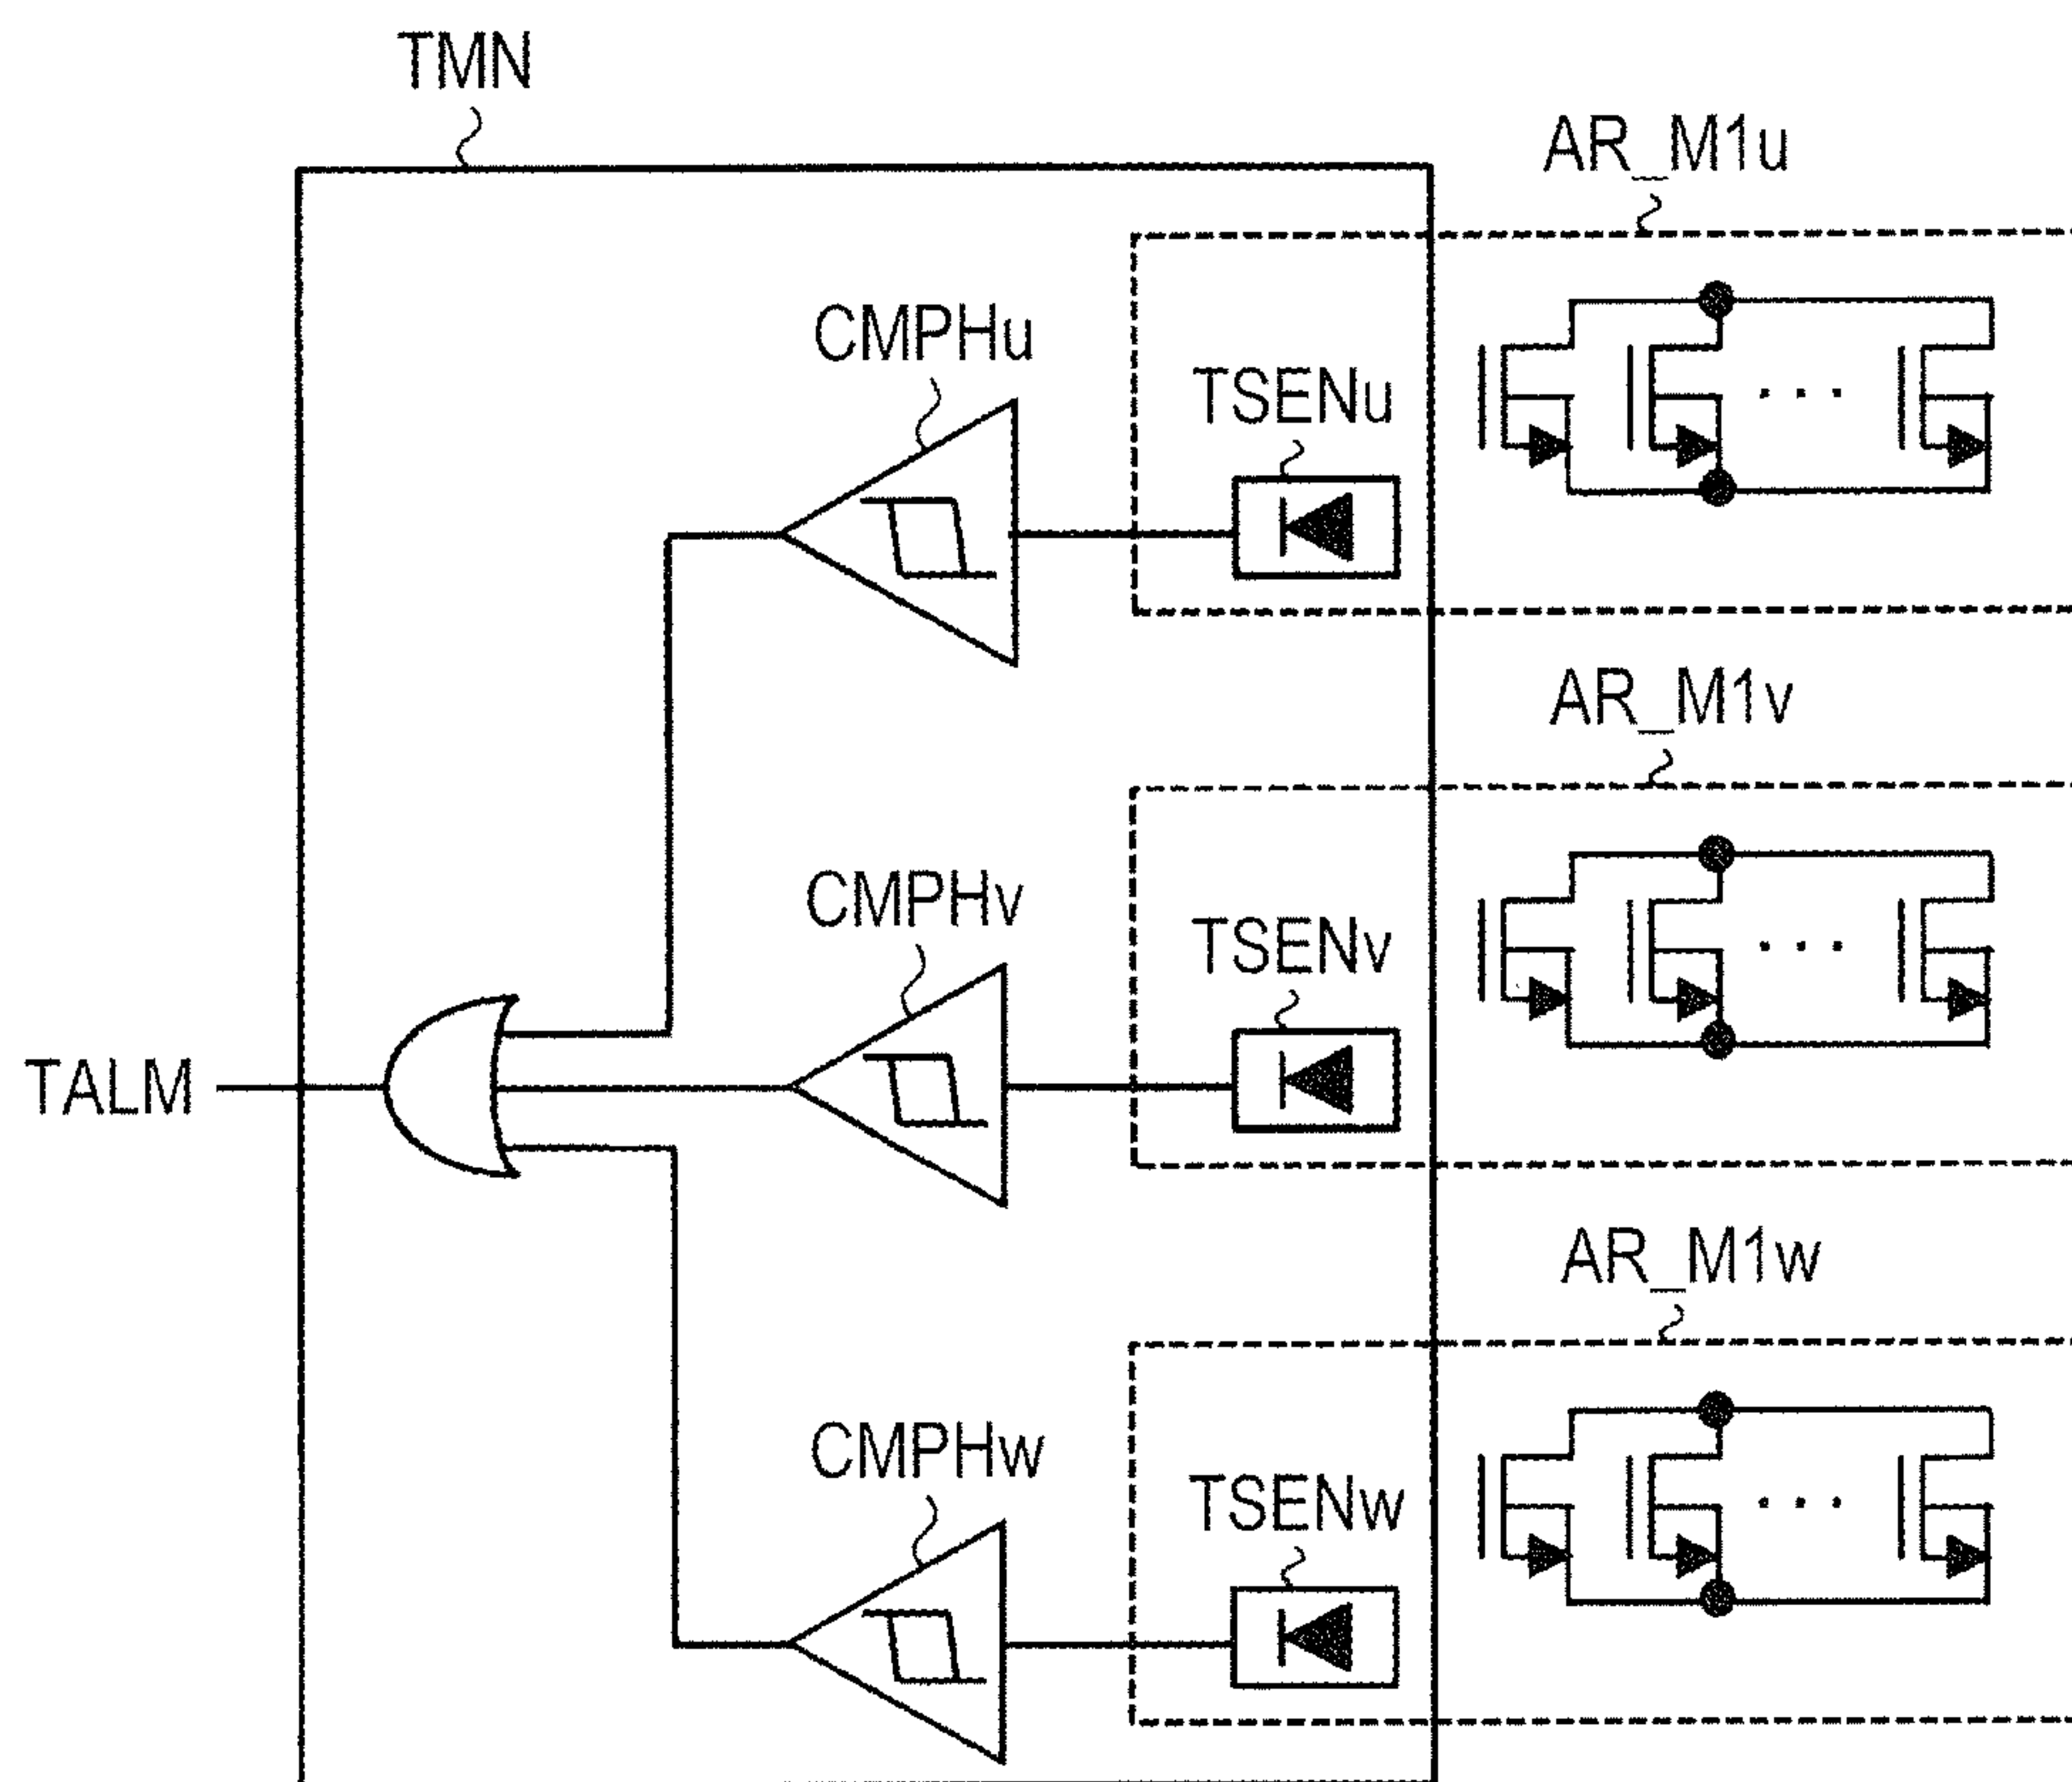 TMN
AR_M1u
CMPHu
TSENu
AR_M1v
CMPHv
TSENv
TALM
AR_M1w
CMPHw
TSENw